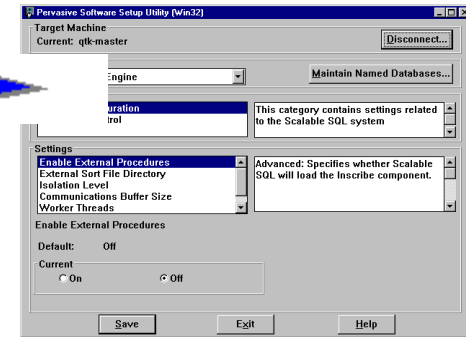 Pervasive Software Setup Utility (Win32)
Target Machine
Current: qtk-master
Disconnect...
Engine
Maintain Named Databases...
uration
trol
This category contains settings related
to the Scalable SQL system
Settings
Enable External Procedures
External Sort File Directory
Isolation Level
Communications Buffer Size
Worker Threads
Advanced: Specifies whether Scalable
SQL will load the Inscribe component.
Enable External Procedures
Default: Off
Current
On Off
Save Exit Help